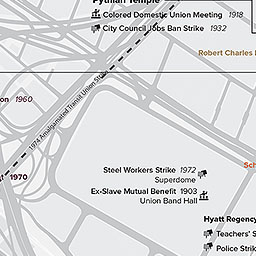 Pythian Temple
Colored Domestic Union Meeting 1918
City Council Jobs Ban Strike 1932
Robert Charles
1974 Amalgamated Transit Union Strike
1960
1970
Steel Workers Strike 1972
Superdome
Ex-Slave Mutual Benefit 1903
Union Band Hall
Hyatt Regency
Teachers' S
Police Strik